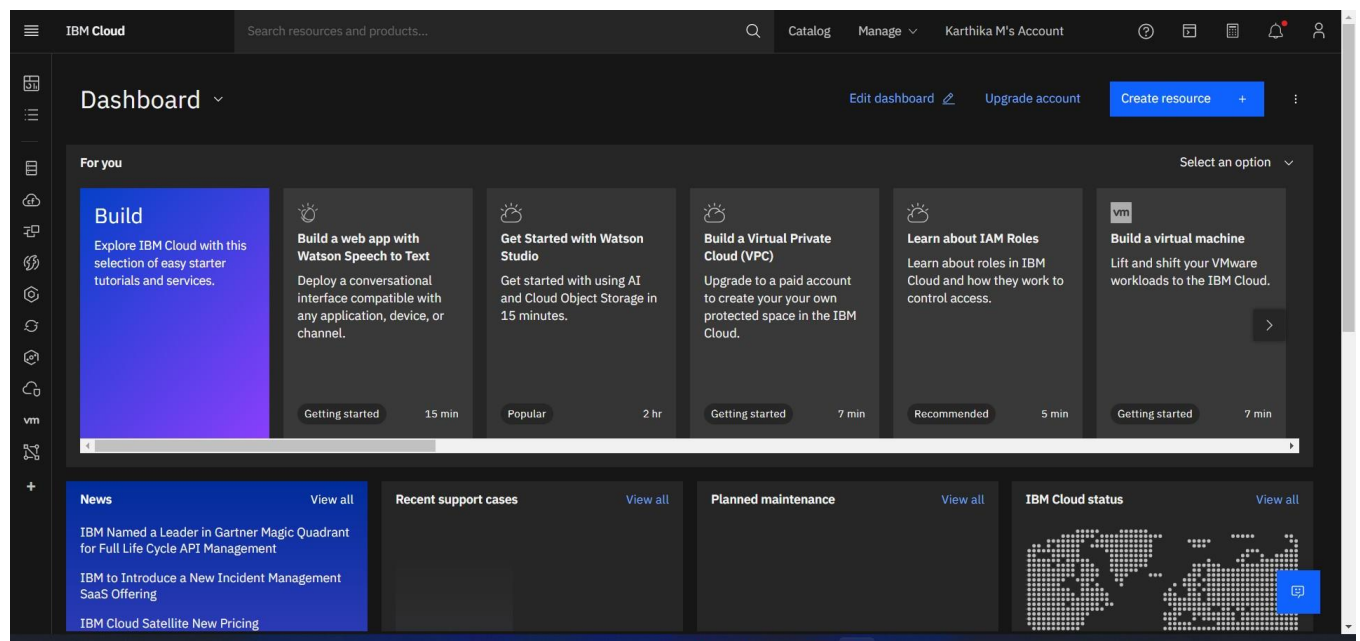 IBM Cloud
Search resources and products...
Catalog
Manage
Karthika M's Account
Dashboard
Edit dashboard
Upgrade account
Create resource +
For you
Select an option
Build
Explore IBM Cloud with this
selection of easy starter
tutorials and services.
Build a web app with
Watson Speech to Text
Deploy a conversational
interface compatible with
any application, device, or
channel.
Getting started
15 min
Get Started with Watson
Studio
Get started with using AI
and Cloud Object Storage in
15 minutes.
Popular
2 hr
Build a Virtual Private
Cloud (VPC)
Upgrade to a paid account
to create your your own
protected space in the IBM
Cloud.
Getting started
7 min
Learn about IAM Roles
Learn about roles in IBM
Cloud and how they work to
control access.
Recommended
5 min
vm
Build a virtual machine
Lift and shift your VMware
workloads to the IBM Cloud.
Getting started
7 min
vm
News
View all
IBM Named a Leader in Gartner Magic Quadrant
for Full Life Cycle API Management
IBM to Introduce a New Incident Management
SaaS Offering
IBM Cloud Satellite New Pricing
Recent support cases
View all
Planned maintenance
View all
IBM Cloud status
View all